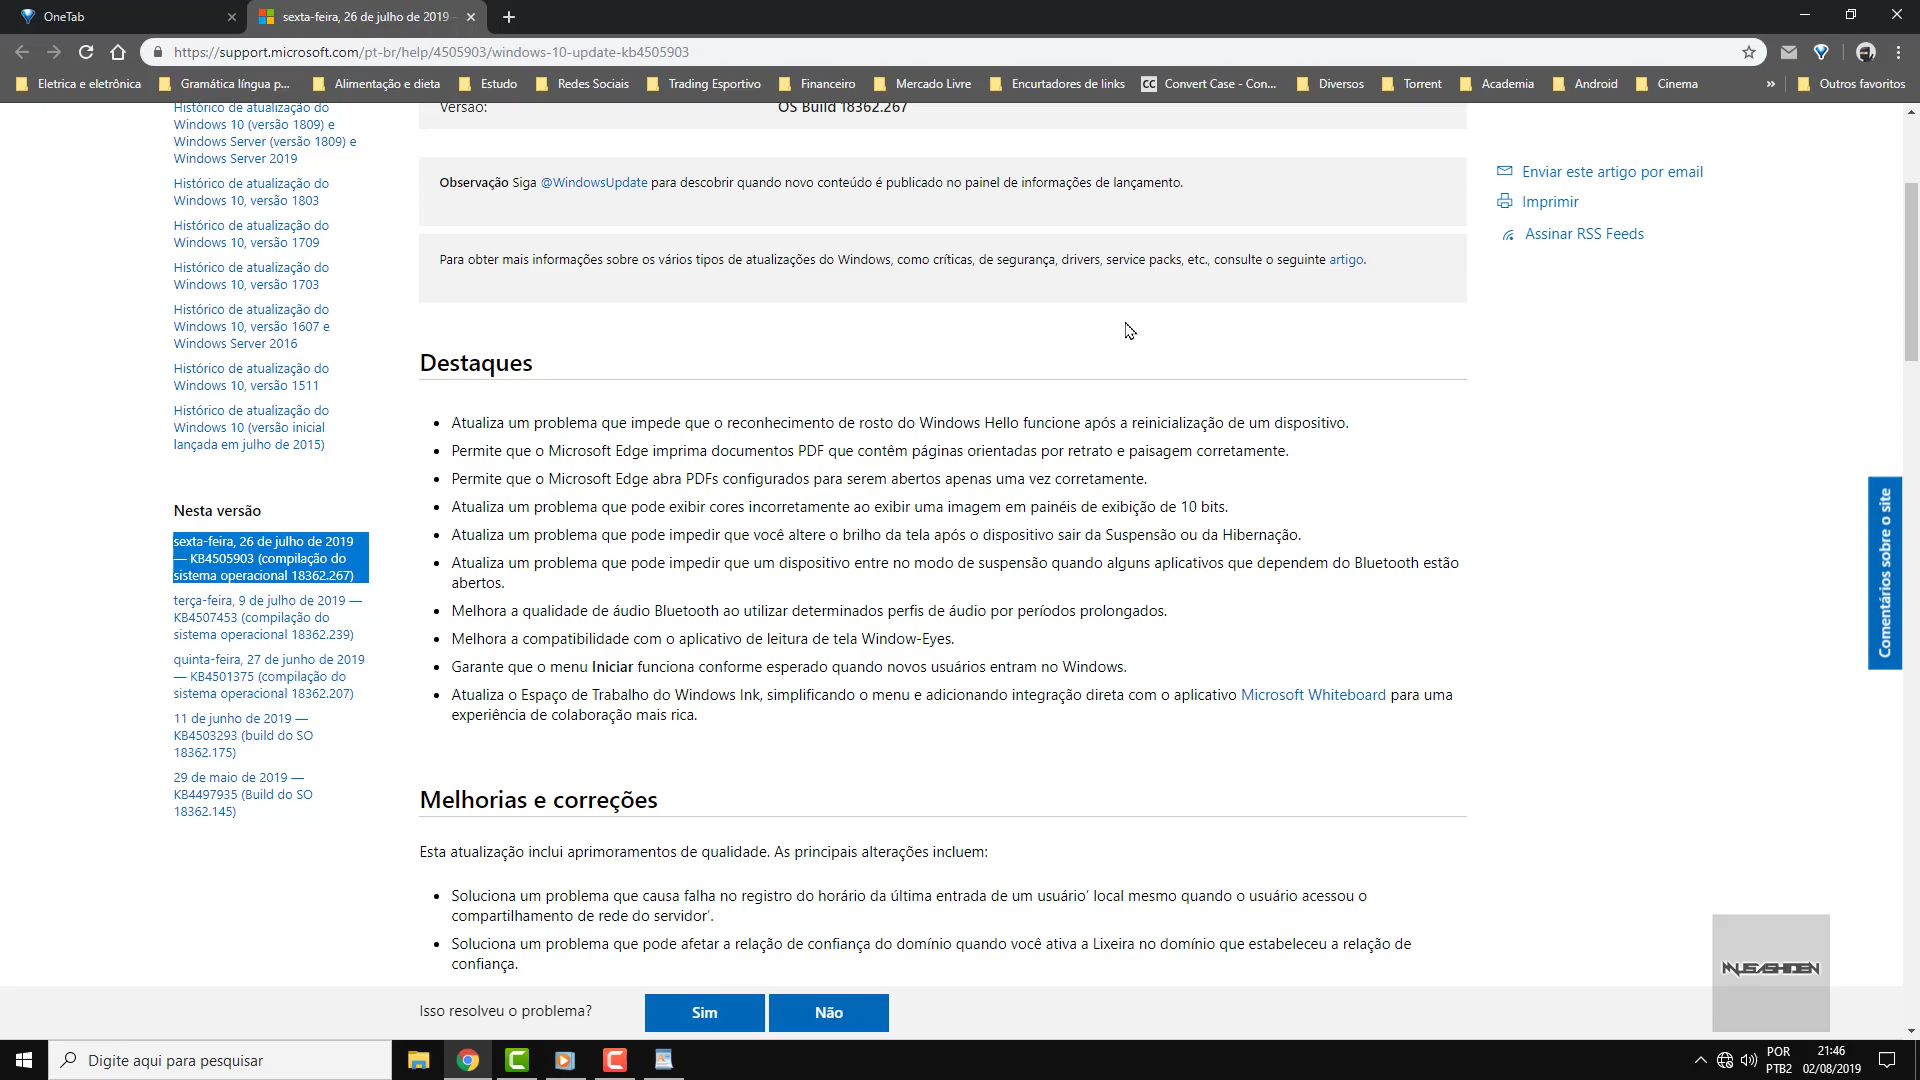 OneTab
sexta-feira, 26 de julho de 2019
https://support.microsoft.com/pt-br/help/4505903/windows-10-update-kb4505903
Eletrica e eletrônica
Gramática língua p...
Alimentação e dieta
Estudo
Redes Sociais
Trading Esportivo
Financeiro
Mercado Livre
Encurtadores de links
CC Convert Case - Con...
Diversos
Torrent
Academia
Android
Cinema
»
Outros favoritos
Histórico de atualização do
Windows 10 (versão 1809) e
Windows Server (versão 1809) e
Windows Server 2019
Histórico de atualização do
Windows 10, versão 1803
Histórico de atualização do
Windows 10, versão 1709
Histórico de atualização do
Windows 10, versão 1703
Histórico de atualização do
Windows 10, versão 1607 e
Windows Server 2016
Histórico de atualização do
Windows 10, versão 1511
Histórico de atualização do
Windows 10 (versão inicial
lançada em julho de 2015)
Nesta versão
sexta-feira, 26 de julho de 2019
— KB4505903 (compilação do
sistema operacional 18362.267)
terça-feira, 9 de julho de 2019 —
KB4507453 (compilação do
sistema operacional 18362.239)
quinta-feira, 27 de junho de 2019
— KB4501375 (compilação do
sistema operacional 18362.207)
11 de junho de 2019 —
KB4503293 (build do SO
18362.175)
29 de maio de 2019 —
KB4497935 (Build do SO
18362.145)
Versão: OS Build 18362.267
Observação Siga @WindowsUpdate para descobrir quando novo conteúdo é publicado no painel de informações de lançamento.
Para obter mais informações sobre os vários tipos de atualizações do Windows, como críticas, de segurança, drivers, service packs, etc., consulte o seguinte artigo.
Destaques
• Atualiza um problema que impede que o reconhecimento de rosto do Windows Hello funcione após a reinicialização de um dispositivo.
• Permite que o Microsoft Edge imprima documentos PDF que contêm páginas orientadas por retrato e paisagem corretamente.
• Permite que o Microsoft Edge abra PDFs configurados para serem abertos apenas uma vez corretamente.
• Atualiza um problema que pode exibir cores incorretamente ao exibir uma imagem em painéis de exibição de 10 bits.
• Atualiza um problema que pode impedir que você altere o brilho da tela após o dispositivo sair da Suspensão ou da Hibernação.
• Atualiza um problema que pode impedir que um dispositivo entre no modo de suspensão quando alguns aplicativos que dependem do Bluetooth estão
abertos.
• Melhora a qualidade de áudio Bluetooth ao utilizar determinados perfis de áudio por períodos prolongados.
• Melhora a compatibilidade com o aplicativo de leitura de tela Window-Eyes.
• Garante que o menu Iniciar funciona conforme esperado quando novos usuários entram no Windows.
• Atualiza o Espaço de Trabalho do Windows Ink, simplificando o menu e adicionando integração direta com o aplicativo Microsoft Whiteboard para uma
experiência de colaboração mais rica.
Melhorias e correções
Esta atualização inclui aprimoramentos de qualidade. As principais alterações incluem:
• Soluciona um problema que causa falha no registro do horário da última entrada de um usuário’ local mesmo quando o usuário acessou o
compartilhamento de rede do servidor’.
• Soluciona um problema que pode afetar a relação de confiança do domínio quando você ativa a Lixeira no domínio que estabeleceu a relação de
confiança.
Enviar este artigo por email
Imprimir
Assinar RSS Feeds
Comentários sobre o site
MUSASHIDEN
Isso resolveu o problema?
Sim
Não
Digite aqui para pesquisar
POR
PTB2
21:46
02/08/2019